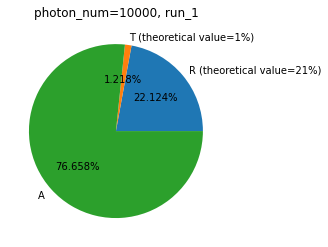 photon_num=10000, run_1
T (theoretical value=1%)
R (theoretical value=21%)
1.218%
22.124%
76.658%
A